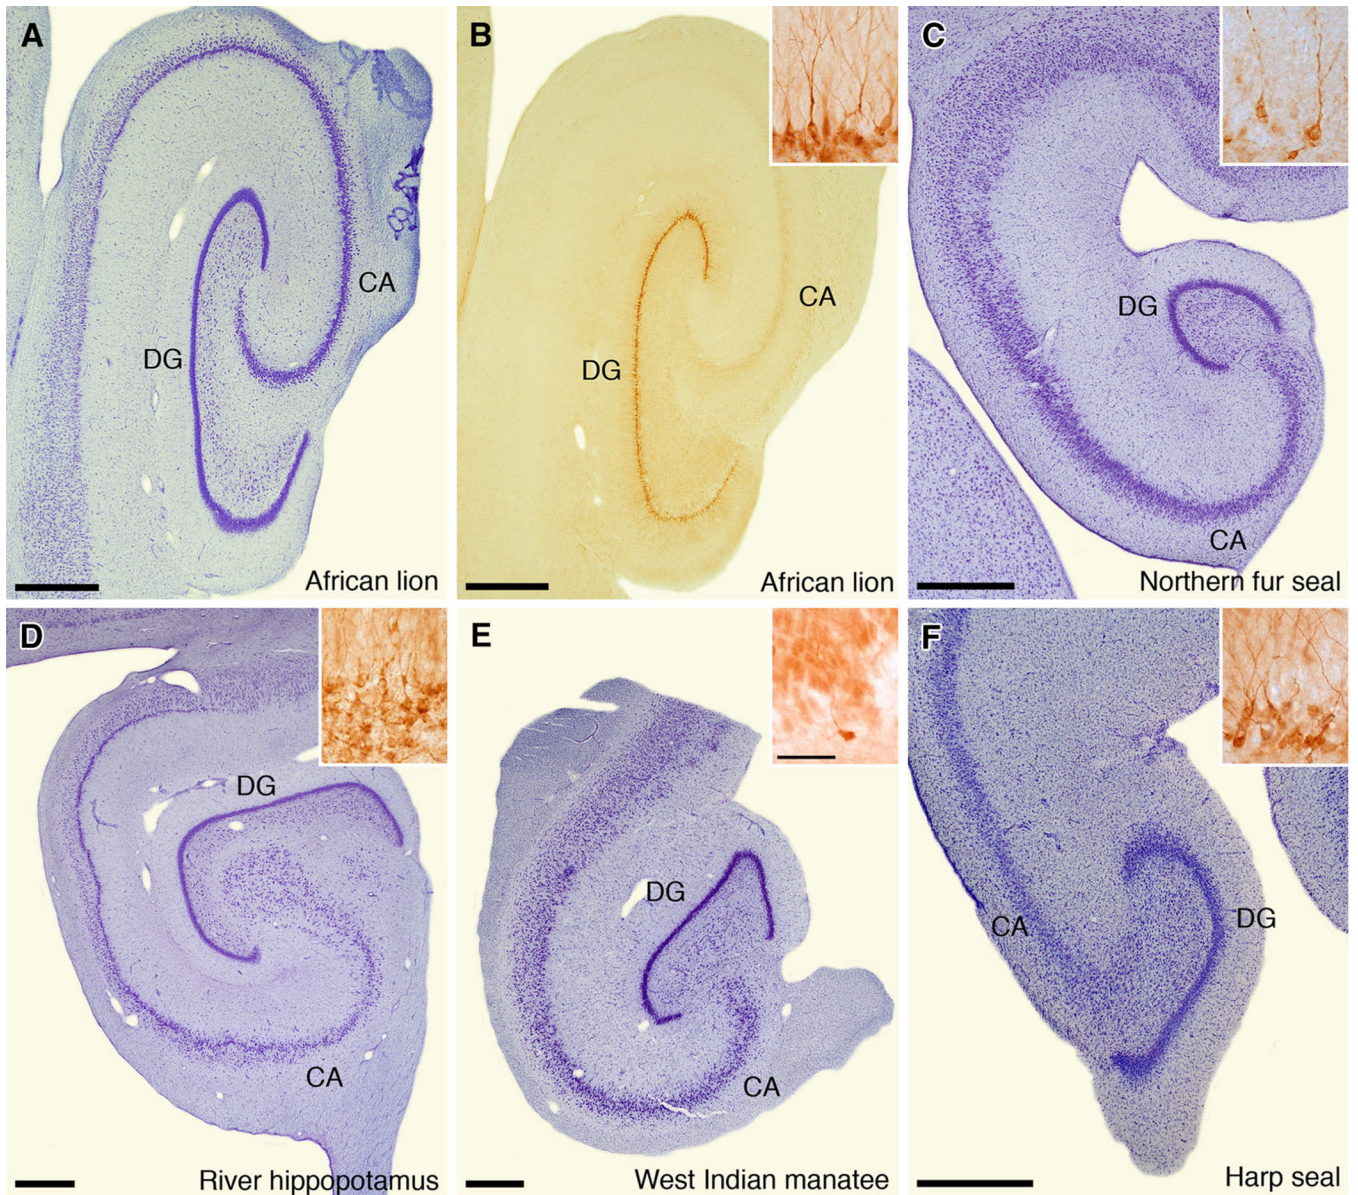 A
CA
DG
African lion
B
CA
DG
African lion
C
DG
CA
Northern fur seal
D
DG
CA
River hippopotamus
E
DG
CA
West Indian manatee
F
CA
DG
Harp seal